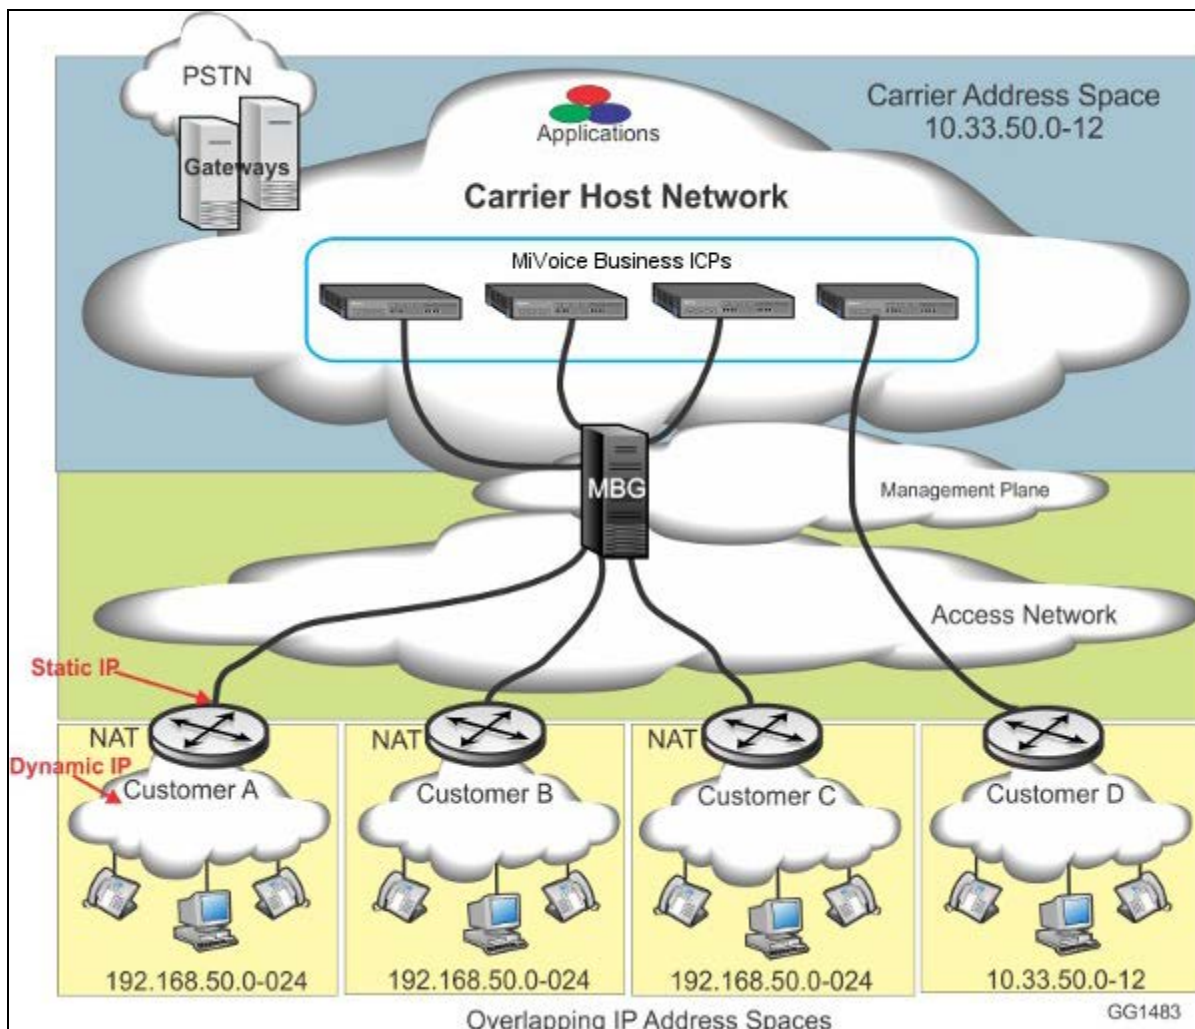 PSTN
Gateways
Applications
Carrier Address Space
10.33.50.0-12
Carrier Host Network
MiVoice Business ICPs
MBG
Management Plane
Access Network
Static IP
NAT
NAT
NAT
Dynamic IP
Customer A
Customer B
Customer C
Customer D
192.168.50.0-024
192.168.50.0-024
192.168.50.0-024
10.33.50.0-12
Overlapping IP Address Spaces
GG1483